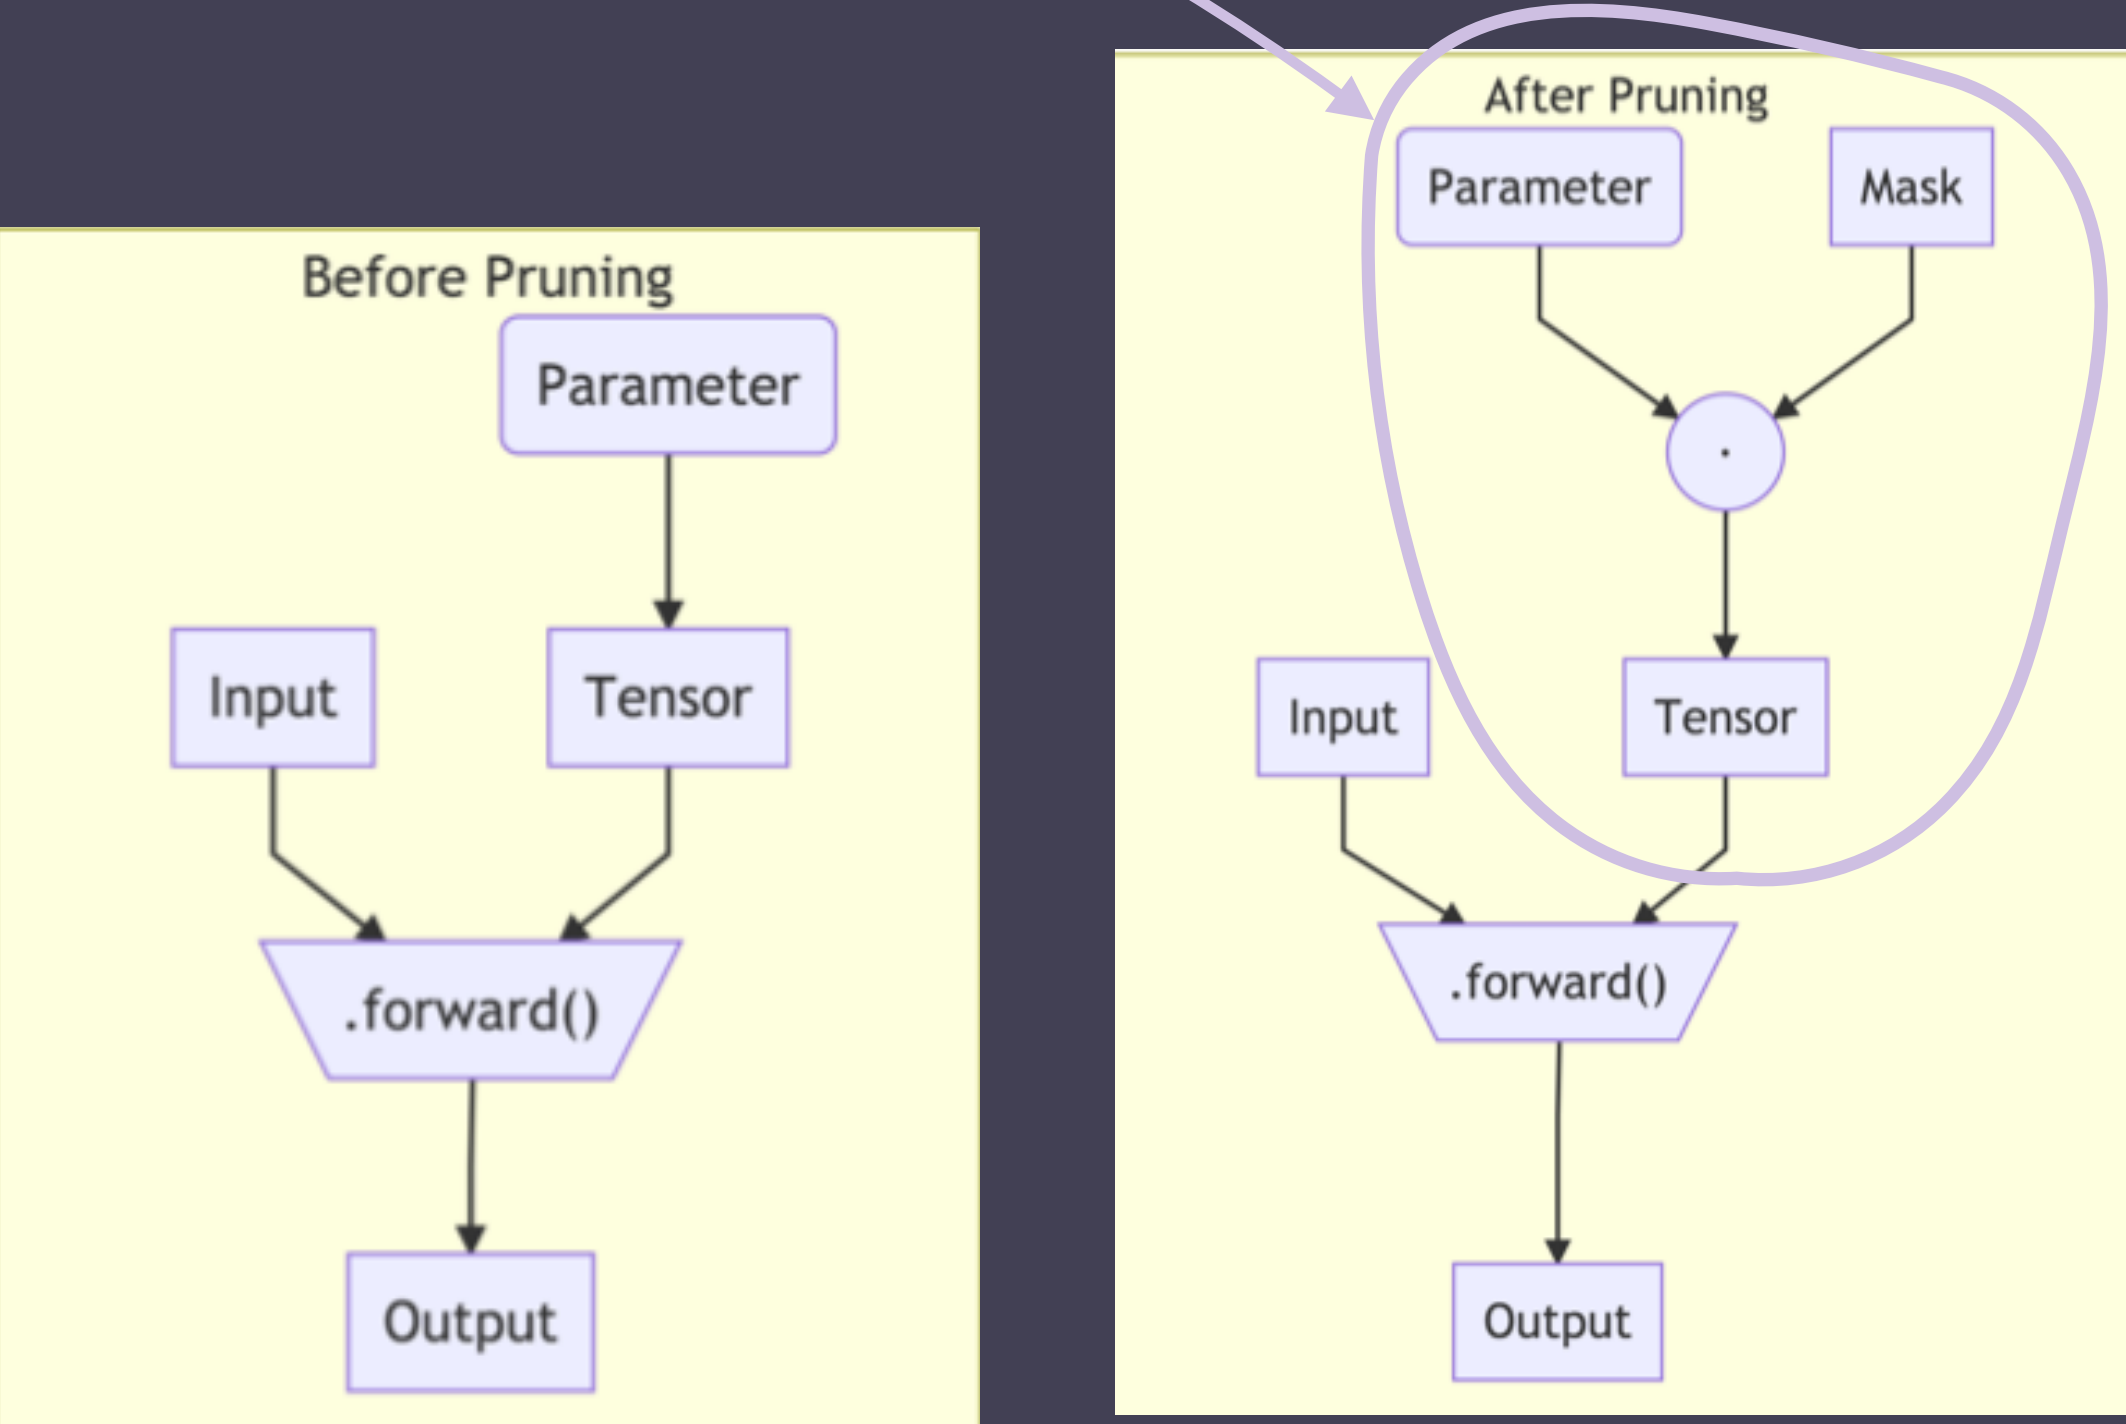 Before Pruning
Parameter
Input
Tensor
.forward()
Output
After Pruning
Parameter
Mask
·
Input
Tensor
.forward()
Output